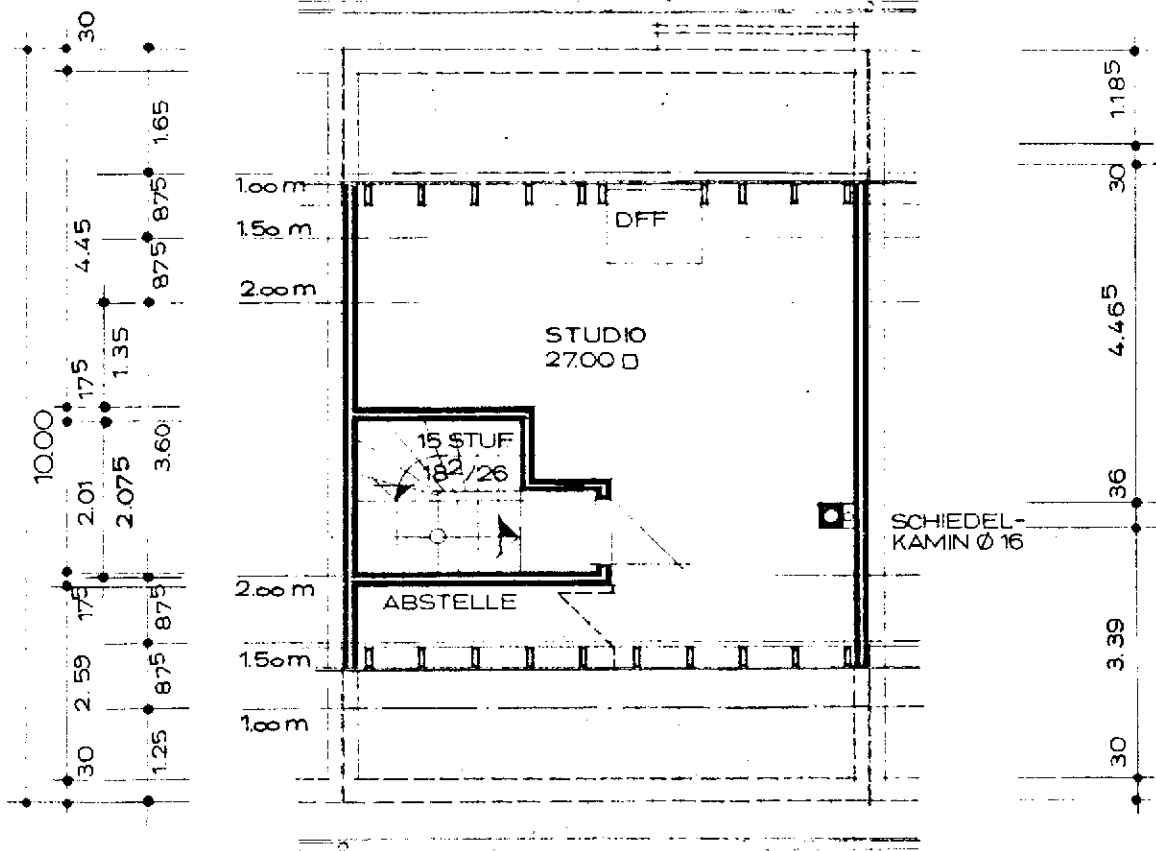 30
1.65
875
4.45
875
1.35
175
10.00
3.60
2.01
2.075
175
875
2.59
875
30
1.25
1.00 m
1.50 m
2.00 m
DFF
STUDIO
27.00 □
15 STUF
18²/26
2.00 m
ABSTELLE
1.50 m
1.00 m
SCHIEDEL-
KAMIN Ø 16
1.18⁵
30
4.46⁵
36
3.39
30